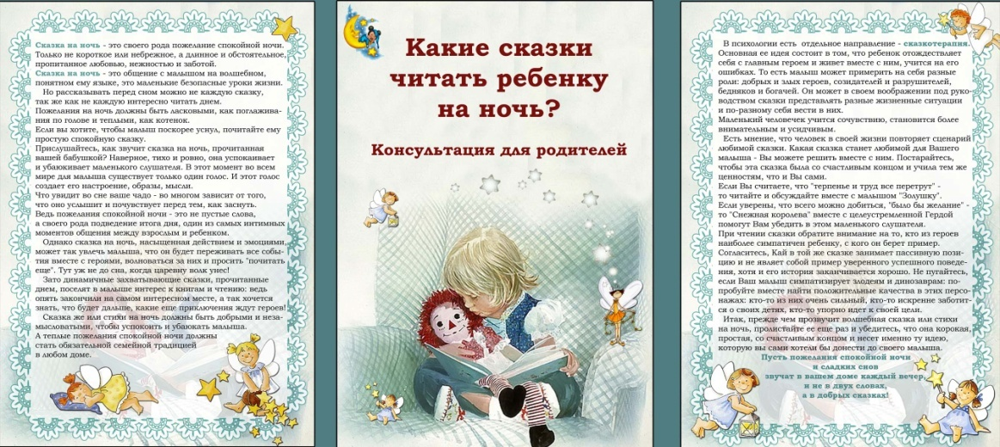 Сказка на ночь - это своего рода пожелание спокойной ночи.
Только не короткое или небрежное, а длинное и обстоятельное,
пропитанное любовью, нежностью и заботой.
Сказка на ночь - это общение с малышом на волшебном,
понятном ему языке, это маленькие безопасные уроки жизни.
Но рассказывать перед сном можно не каждую сказку,
так же как не каждую интересно читать днем.
Пожелания на ночь должны быть ласковыми, как поглажива-
ния по голове и теплыми, как котенок.
Если вы хотите, чтобы малыш поскорее уснул, почитайте ему
простую спокойную сказку.
Прислушайтесь, как звучит сказка на ночь, прочитанная
вашей бабушкой? Наверное, тихо и ровно, она успокаивает
и убаюкивает маленького слушателя. В этот момент во всем
мире для малыша существует только один голос. И этот голос
создает его настроение, образы, мысли.
Что увидит во сне ваше чадо - во многом зависит от того,
что оно услышит и почувствует перед тем, как заснуть.
Ведь пожелания спокойной ночи - это не пустые слова,
а своего рода подведение итога дня, один из самых интимных
моментов общения между взрослым и ребенком.
Однако сказка на ночь, насыщенная действием и эмоциями,
может так увлечь малыша, что он будет переживать все собы-
тия вместе с героями, волноваться за них и просить "почитать
еще". Тут уж не до сна, когда царевну волк унес!
Зато динамичные захватывающие сказки, прочитанные
днем, поселят в малыше интерес к книгам и чтению: ведь
опять закончили на самом интересном месте, а так хочется
знать, что будет дальше, какие еще приключения ждут героев!
Сказка же или стихи на ночь должны быть добрыми и неза-
мысловатыми, чтобы успокоить и убаюкать малыша.
А теплые пожелания спокойной ночи должны
стать обязательной семейной традицией
в любом доме.
Какие сказки
читать ребенку
на ночь?
Консультация для родителей
В психологии есть отдельное направление - сказкотерапия.
Основная ее идея состоит в том, что ребенок отождествляет
себя с главным героем и живет вместе с ним, учится на его
ошибках. То есть малыш может примерить на себя разные
роли: добрых и злых героев, созидателей и разрушителей,
бедняков и богачей. Он может в своем воображении под руко-
водством сказки представлять разные жизненные ситуации
и по-разному себя вести в них.
Маленький человечек учится сочувствию, становится более
внимательным и усидчивым.
Есть мнение, что человек в своей жизни повторяет сценарий
любимой сказки. Какая сказка станет любимой для Вашего
малыша - Вы можете решить вместе с ним. Постарайтесь,
чтобы эта сказка была со счастливым концом и учила тем же
ценностям, что и Вы сами.
Если Вы считаете, что "терпенье и труд все перетрут" -
то читайте и обсуждайте вместе с малышом "Золушку".
Если уверены, что всего можно добиться, "было бы желание" -
то "Снежная королева" вместе с целеустремленной Гердой
помогут Вам убедить в этом маленького слушателя.
При чтении сказки обратите внимание на то, кто из героев
наиболее симпатичен ребенку, с кого он берет пример.
Согласитесь, Кай в той же сказке занимает пассивную пози-
цию и не являет собой пример уверенного успешного поведе-
ния, хотя и его история заканчивается хорошо. Не пугайтесь,
если Ваш малыш симпатизирует злодеям и динозаврам: по-
пробуйте вместе найти положительные качества в этих персо-
нажах: кто-то из них очень сильный, кто-то искренне заботит-
ся о своих детях, кто-то упорно идет к своей цели.
Итак, прежде чем прозвучит волшебная сказка или стихи
на ночь, пролистайте ее еще раз и убедитесь, что она короткая,
простая, со счастливым концом и несет именно ту идею,
которую вы сами хотели бы донести до своего малыша.
Пусть пожелания спокойной ночи
и сладких снов
звучат в вашем доме каждый вечер,
и не в двух словах,
а в добрых сказках!